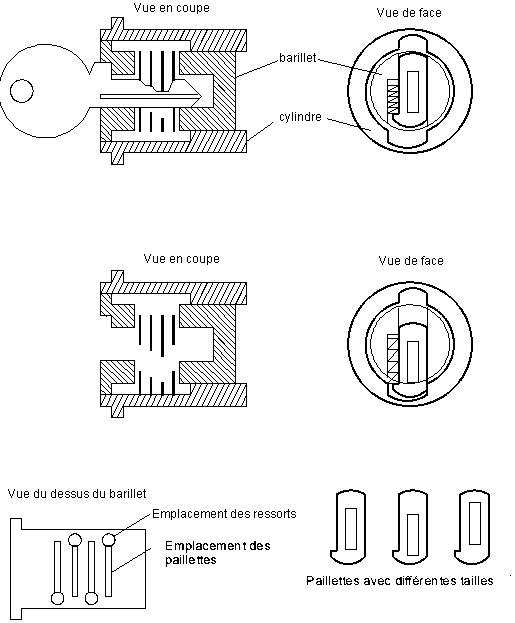 Vue en coupe
Vue de face
barillet
cylindre
Vue en coupe
Vue de face
Vue du dessus du barillet
Emplacement des ressorts
Emplacement des
paillettes
Paillettes avec différentes tailles